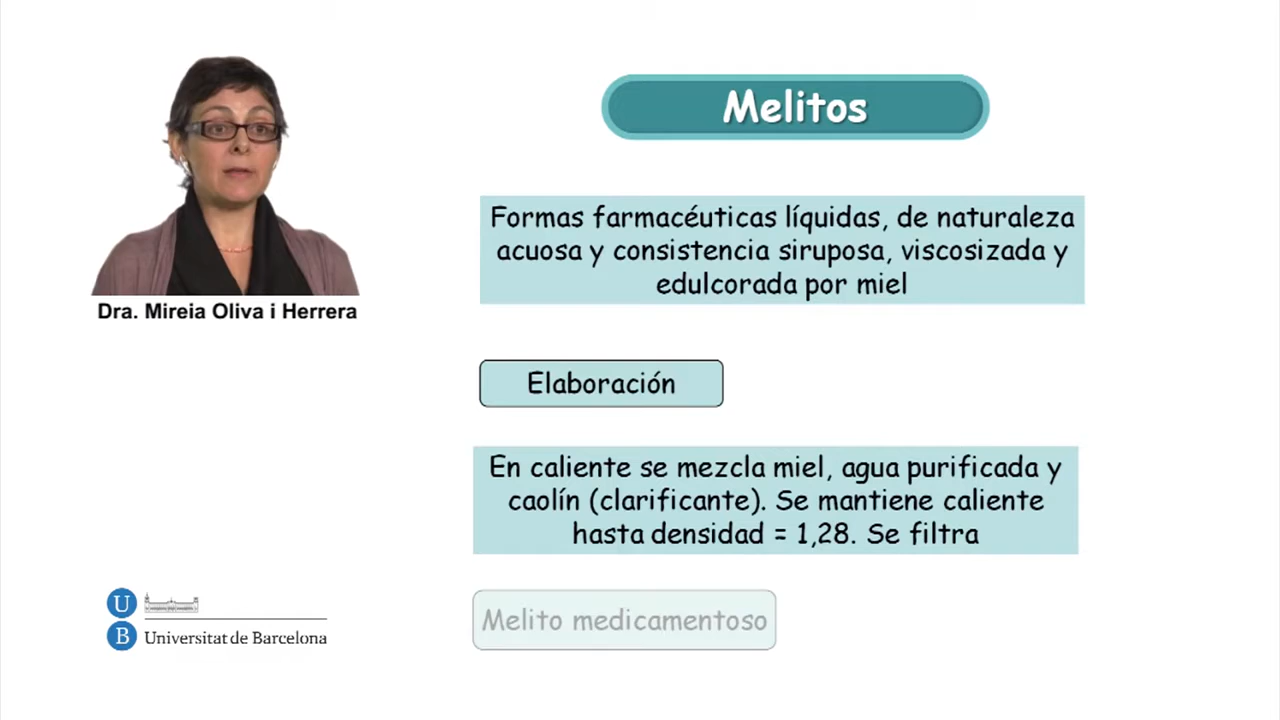 Melitos
Formas farmacéuticas líquidas, de naturaleza
acuosa y consistencia siruposa, viscosizada y
edulcorada por miel
Dra. Mireia Oliva i Herrera
Elaboración
En caliente se mezcla miel, agua purificada y
caolín (clarificante). Se mantiene caliente
hasta densidad = 1,28. Se filtra
Melito medicamentoso
U
B Universitat de Barcelona